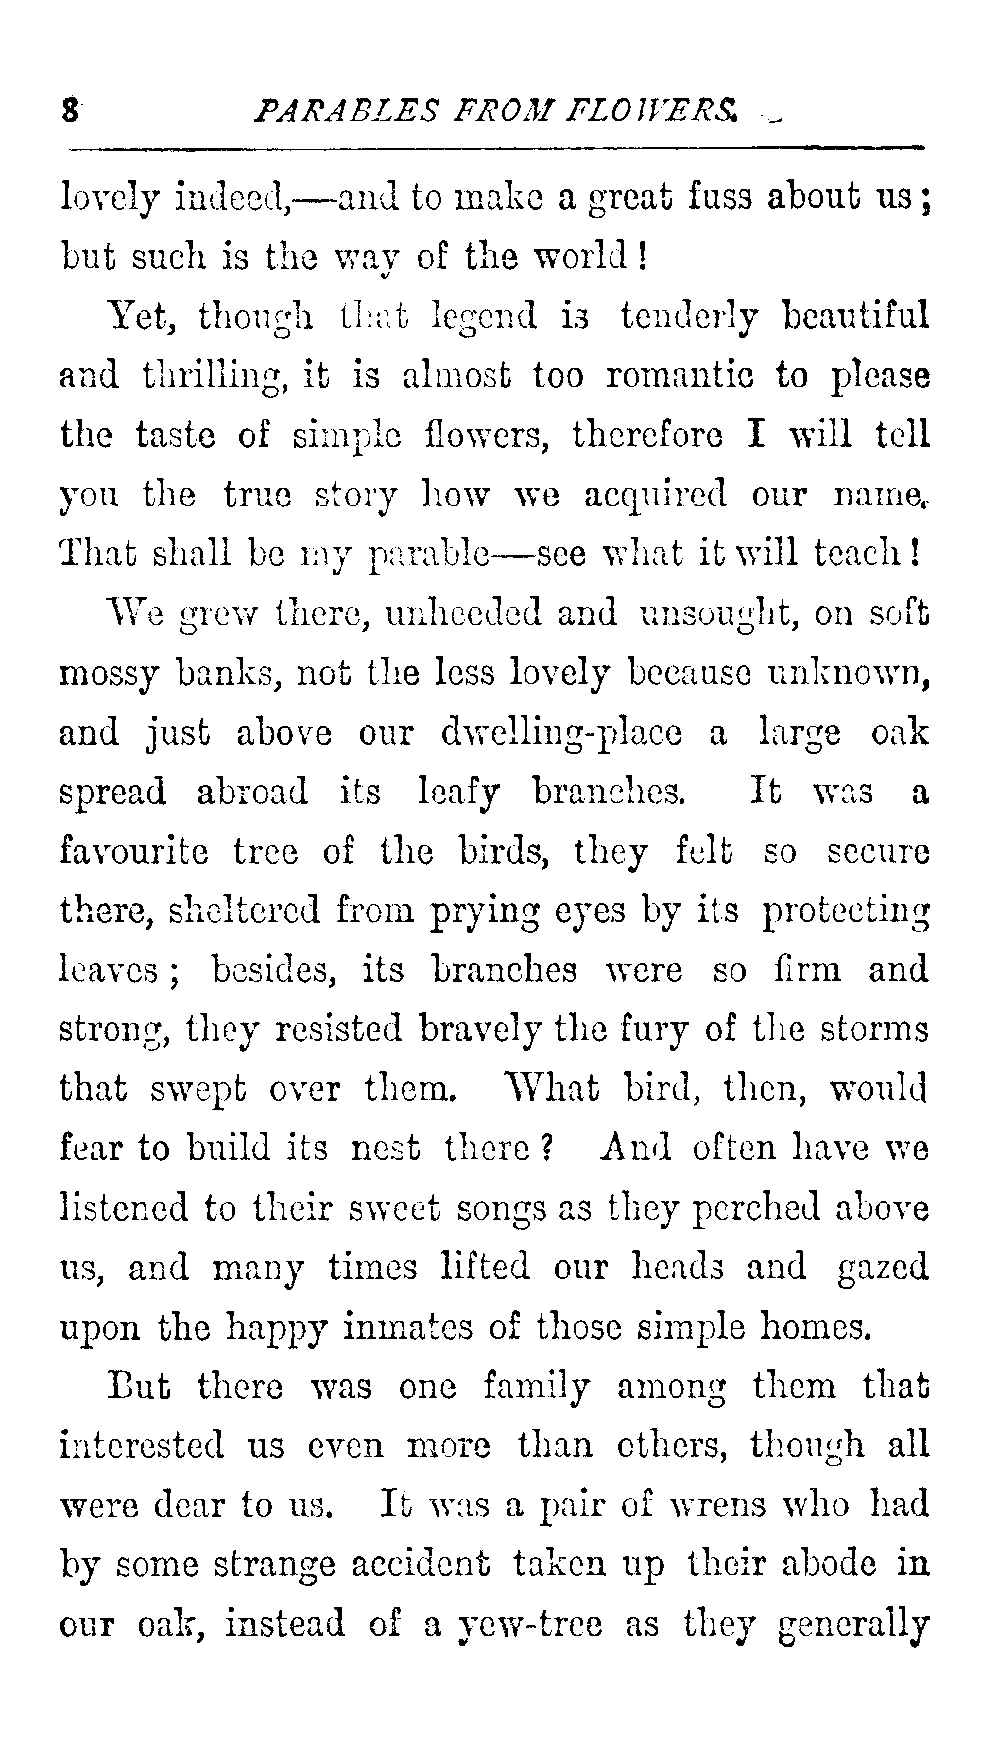 8 PARABLES FROM FLOWERS.
lovely indeed,—and to make a great fuss about us;
but such is the way of the world!
Yet, though that legend is tenderly beautiful
and thrilling, it is almost too romantic to please
the taste of simple flowers, therefore I will tell
you the true story how we acquired our name.
That shall be my parable—see what it will teach!
We grew there, unheeded and unsought, on soft
mossy banks, not the less lovely because unknown,
and just above our dwelling-place a large oak
spread abroad its leafy branches. It was a
favourite tree of the birds, they felt so secure
there, sheltered from prying eyes by its protecting
leaves; besides, its branches were so firm and
strong, they resisted bravely the fury of the storms
that swept over them. What bird, then, would
fear to build its nest there? And often have we
listened to their sweet songs as they perched above
us, and many times lifted our heads and gazed
upon the happy inmates of those simple homes.
But there was one family among them that
interested us even more than others, though all
were dear to us. It was a pair of wrens who had
by some strange accident taken up their abode in
our oak, instead of a yew-tree as they generally